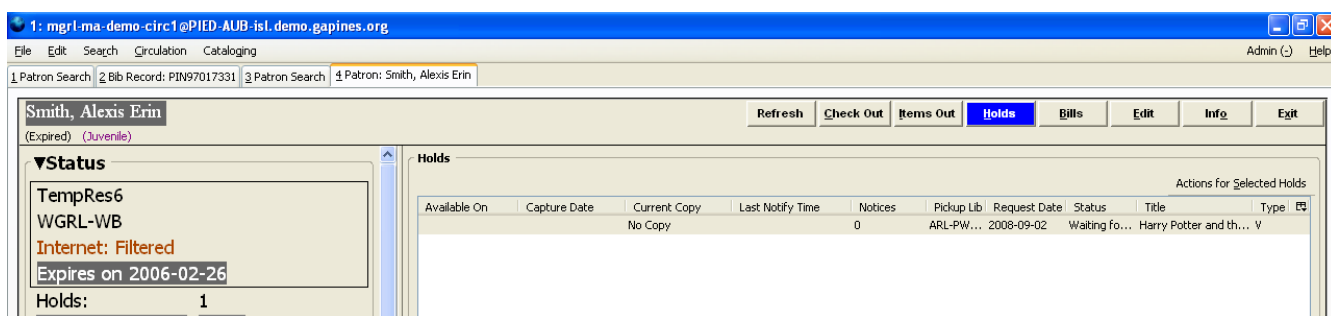 1: mgrl-ma-demo-circ1@PIED-AUB-isl.demo.gapines.org
File Edit Search Circulation Cataloging Admin (-) Help
1 Patron Search 2 Bib Record: PIN97017331 3 Patron Search 4 Patron: Smith, Alexis Erin
Smith, Alexis Erin Refresh Check Out Items Out Holds Bills Edit Info Exit
(Expired) (Juvenile)
▼Status
TempRes6
WGRL-WB
Internet: Filtered
Expires on 2006-02-26
Holds: 1
Holds
Actions for Selected Holds
Available On Capture Date Current Copy Last Notify Time Notices Pickup Lib Request Date Status Title Type
No Copy 0 ARL-PW... 2008-09-02 Waiting fo... Harry Potter and th... V